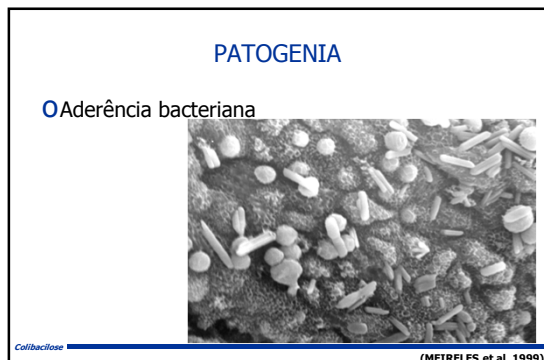 PATOGENIA
O Aderência bacteriana
Colibacilose
(MEIRELES et al. 1999)